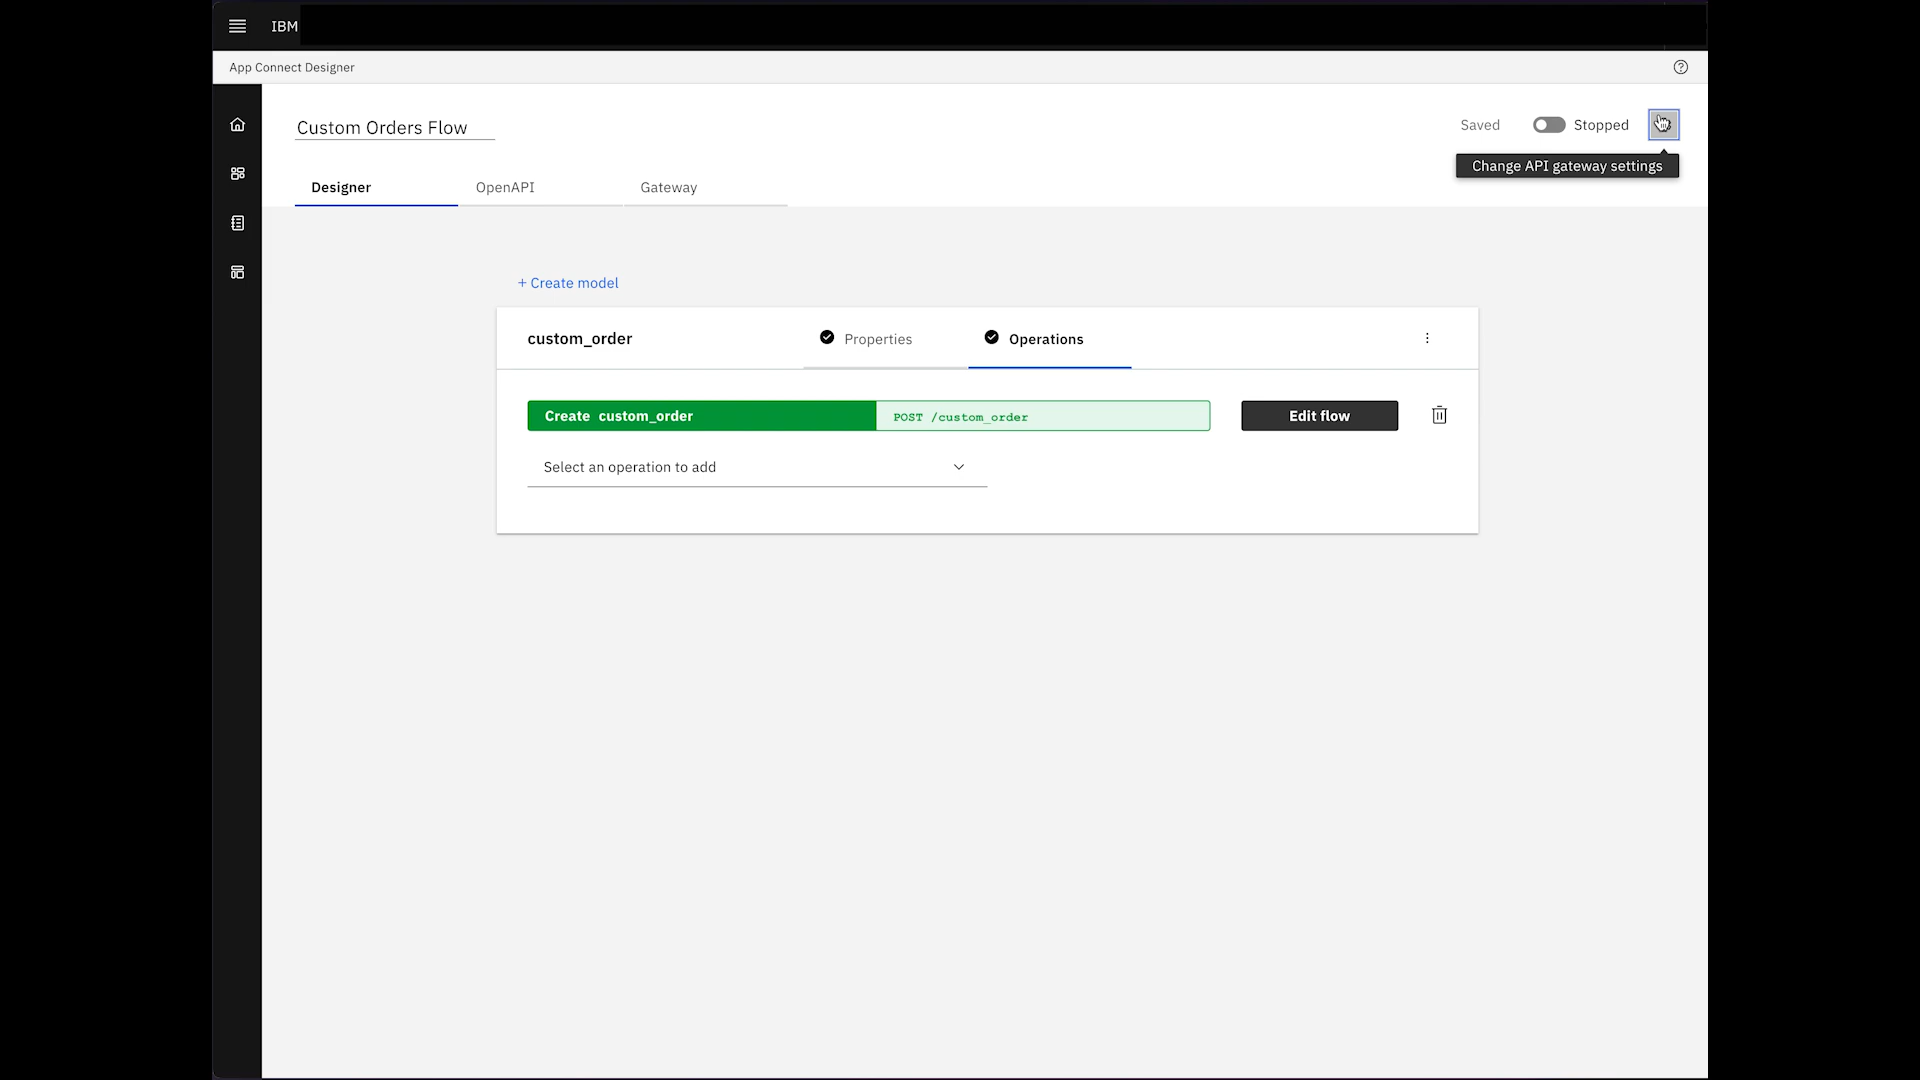 IBM
App Connect Designer
Custom Orders Flow
Saved
Stopped
Change API gateway settings
Designer
OpenAPI
Gateway
+ Create model
custom_order
Properties
Operations
Create custom_order
POST /custom_order
Edit flow
Select an operation to add